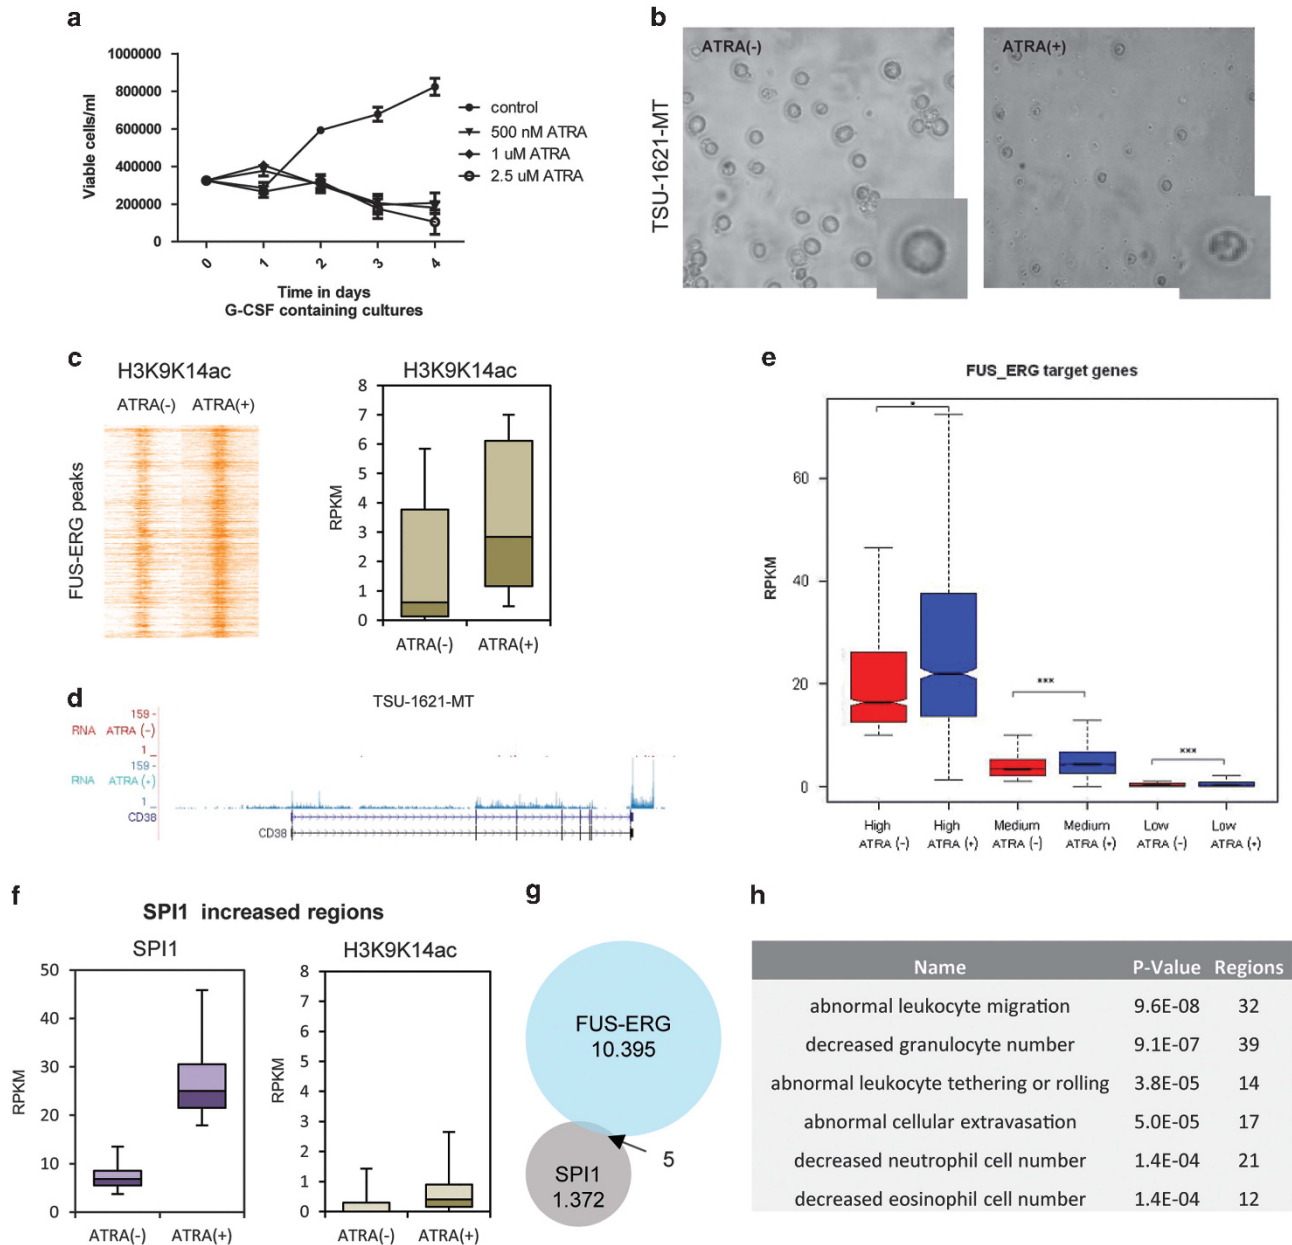 a
1000000
800000
600000
400000
200000
0
Viable cells/ml
0 1 2 3 4
Time in days
G-CSF containing cultures
control
500 nM ATRA
1 uM ATRA
2.5 uM ATRA
b
TSU-1621-MT
ATRA(-)
ATRA(+)
c
H3K9K14ac
ATRA(-) ATRA(+)
FUS-ERG peaks
H3K9K14ac
8
7
6
5
4
3
2
1
0
RPKM
ATRA(-) ATRA(+)
d
TSU-1621-MT
159 -
RNA ATRA (-)
1 _
159 -
RNA ATRA (+)
1 _
CD38
CD38
e
FUS_ERG target genes
RPKM
60
40
20
0
* *** ***
High High Medium Medium Low Low
ATRA (-) ATRA (+) ATRA (-) ATRA (+) ATRA (-) ATRA (+)
f
SPI1 increased regions
SPI1
50
40
30
20
10
0
RPKM
ATRA(-) ATRA(+)
H3K9K14ac
8
7
6
5
4
3
2
1
0
RPKM
ATRA(-) ATRA(+)
g
FUS-ERG
10.395
SPI1
1.372
5
h
Name P-Value Regions
abnormal leukocyte migration 9.6E-08 32
decreased granulocyte number 9.1E-07 39
abnormal leukocyte tethering or rolling 3.8E-05 14
abnormal cellular extravasation 5.0E-05 17
decreased neutrophil cell number 1.4E-04 21
decreased eosinophil cell number 1.4E-04 12